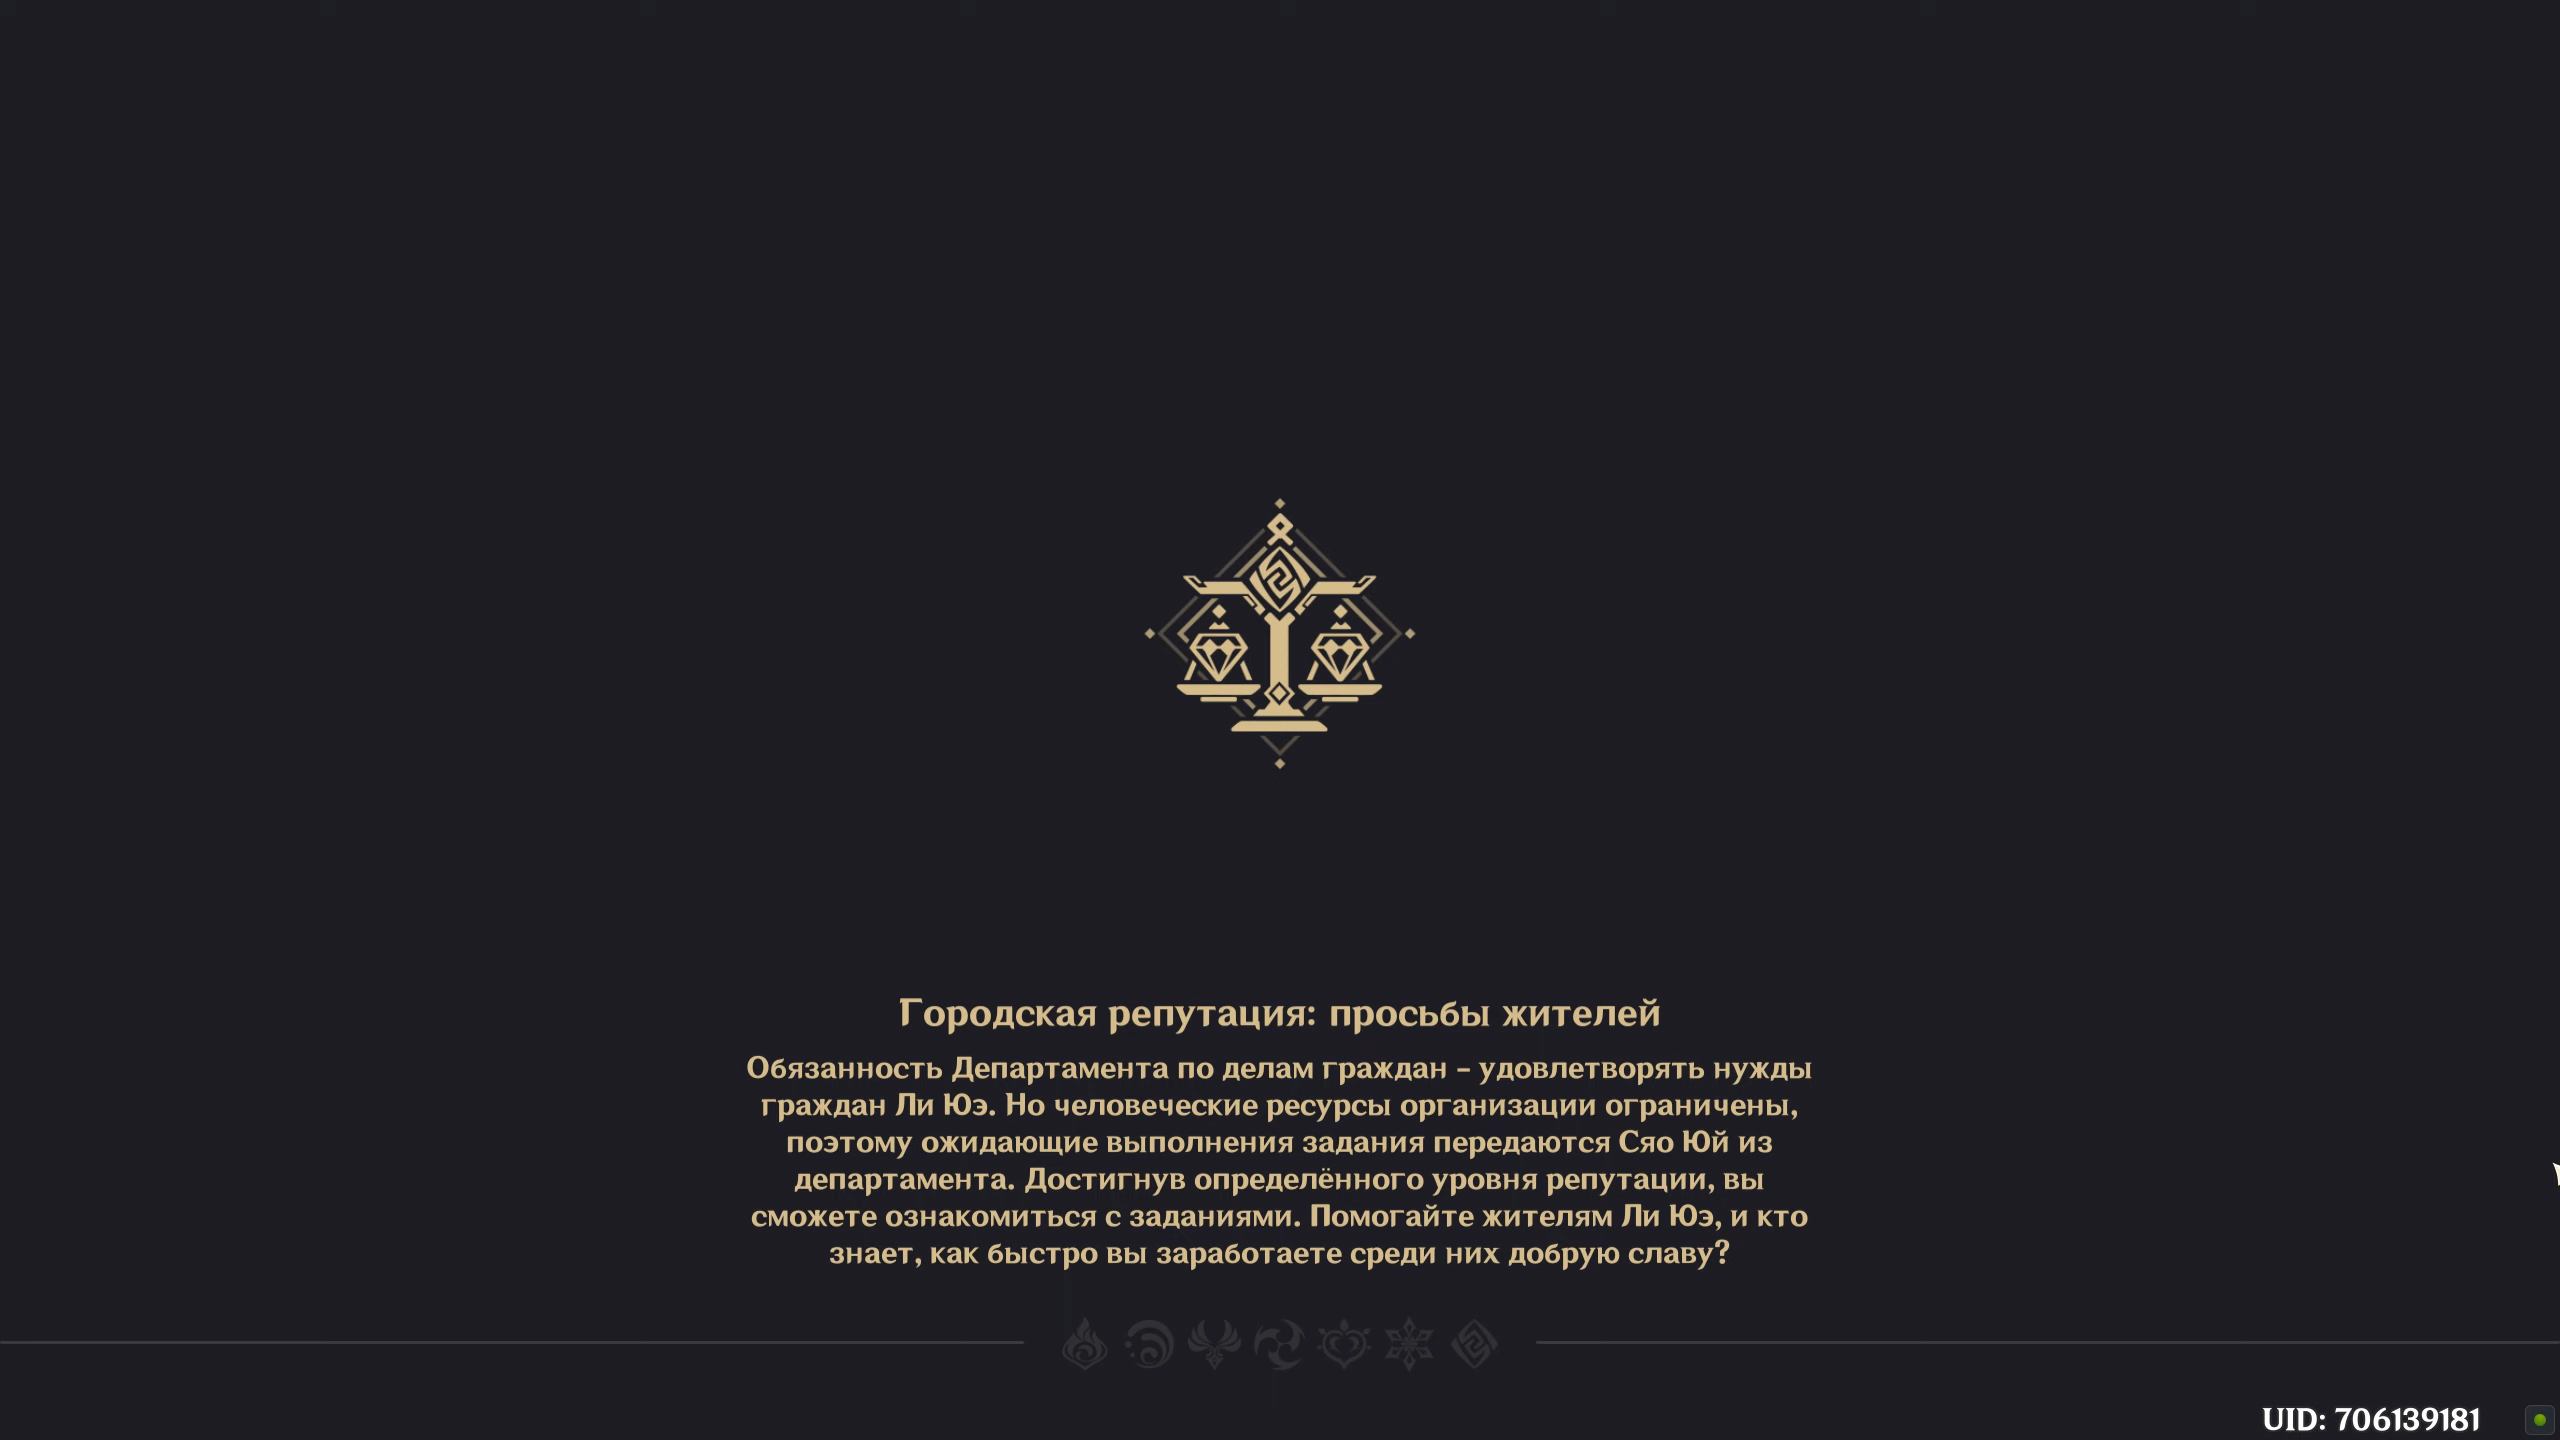 Городская репутация: просьбы жителей
Обязанность Департамента по делам граждан – удовлетворять нужды
граждан Ли Юэ. Но человеческие ресурсы организации ограничены,
поэтому ожидающие выполнения задания передаются Сяо Юй из
департамента. Достигнув определённого уровня репутации, вы
сможете ознакомиться с заданиями. Помогайте жителям Ли Юэ, и кто
знает, как быстро вы заработаете среди них добрую славу?
UID: 706139181